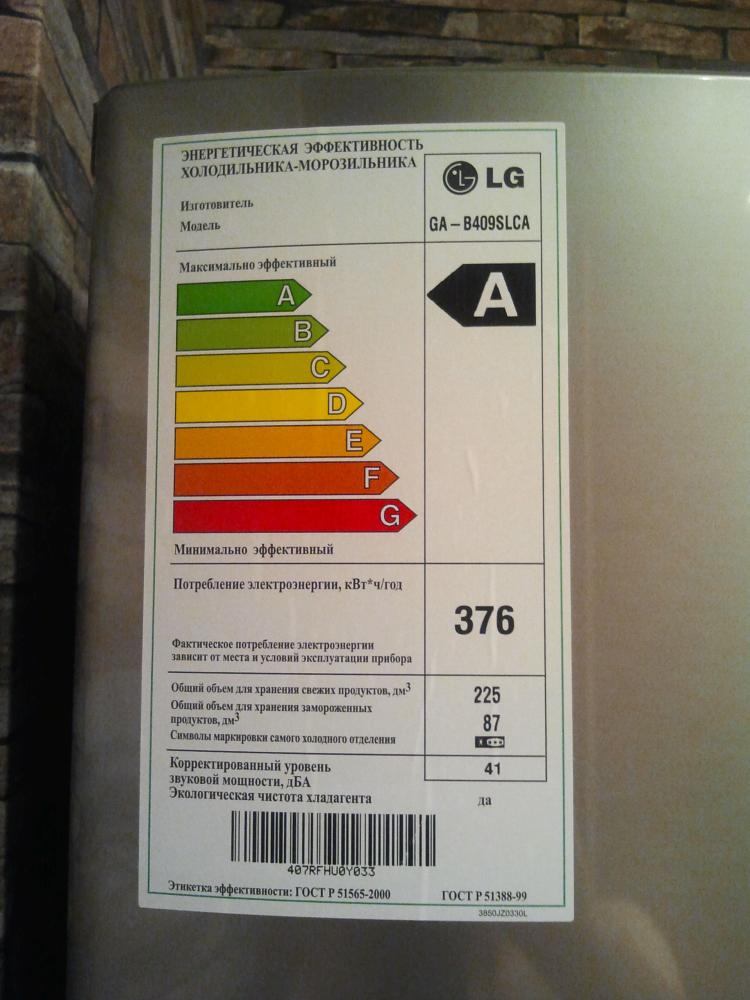 ЭНЕРГЕТИЧЕСКАЯ ЭФФЕКТИВНОСТЬ
ХОЛОДИЛЬНИКА-МОРОЗИЛЬНИКА
LG
Изготовитель
Модель
GA – B409SLCA
Максимально эффективный
A
A
B
C
D
E
F
G
Минимально эффективный
Потребление электроэнергии, кВт*ч/год
376
Фактическое потребление электроэнергии
зависит от места и условий эксплуатации прибора
Общий объем для хранения свежих продуктов, дм3
225
Общий объем для хранения замороженных
продуктов, дм3
87
Символы маркировки самого холодного отделения
Корректированный уровень
звуковой мощности, дБА
41
Экологическая чистота хладагента
да
407RFHU0Y033
Этикетка эффективности: ГОСТ Р 51565-2000
ГОСТ Р 51388-99
3850JZ0330L